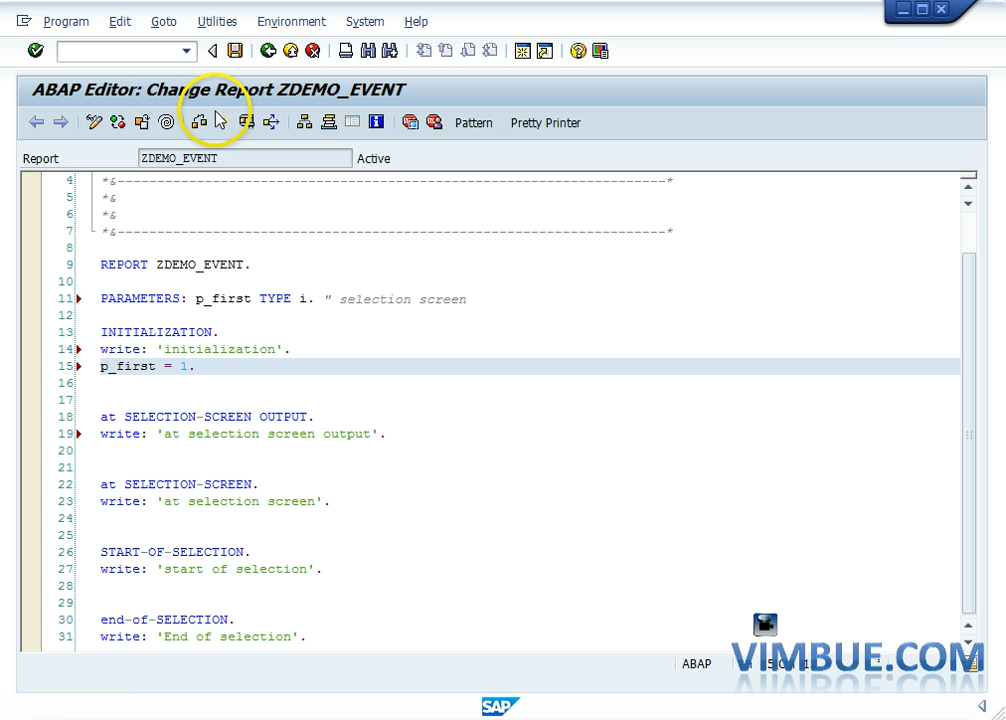 Program Edit Goto Utilities Environment System Help
ABAP Editor: Change Report ZDEMO_EVENT
Pattern Pretty Printer
Report ZDEMO_EVENT Active
4 *&---------------------------------------------------------------------*
5 *&
6 *&
7 *&---------------------------------------------------------------------*
8
9 REPORT ZDEMO_EVENT.
10
11 PARAMETERS: p_first TYPE i. " selection screen
12
13 INITIALIZATION.
14 write: 'initialization'.
15 p_first = 1.
16
17
18 at SELECTION-SCREEN OUTPUT.
19 write: 'at selection screen output'.
20
21
22 at SELECTION-SCREEN.
23 write: 'at selection screen'.
24
25
26 START-OF-SELECTION.
27 write: 'start of selection'.
28
29
30 end-of-SELECTION.
31 write: 'End of selection'.
ABAP
VIMBUE.COM
SAP